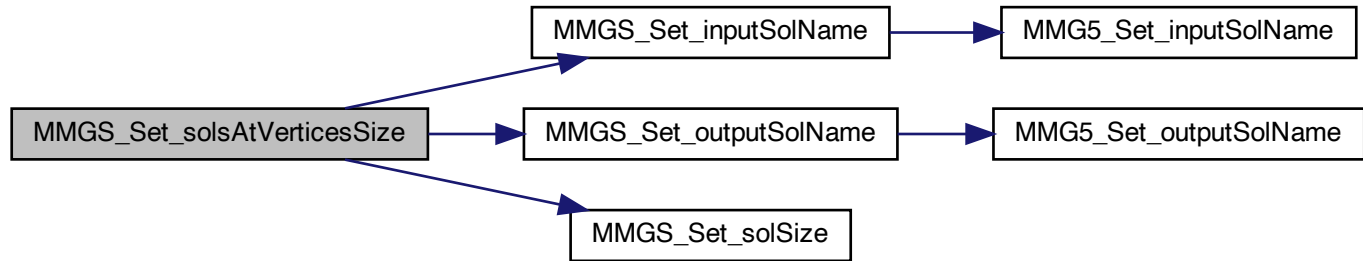 MMGS_Set_inputSolName
MMG5_Set_inputSolName
MMGS_Set_solsAtVerticesSize
MMGS_Set_outputSolName
MMG5_Set_outputSolName
MMGS_Set_solSize